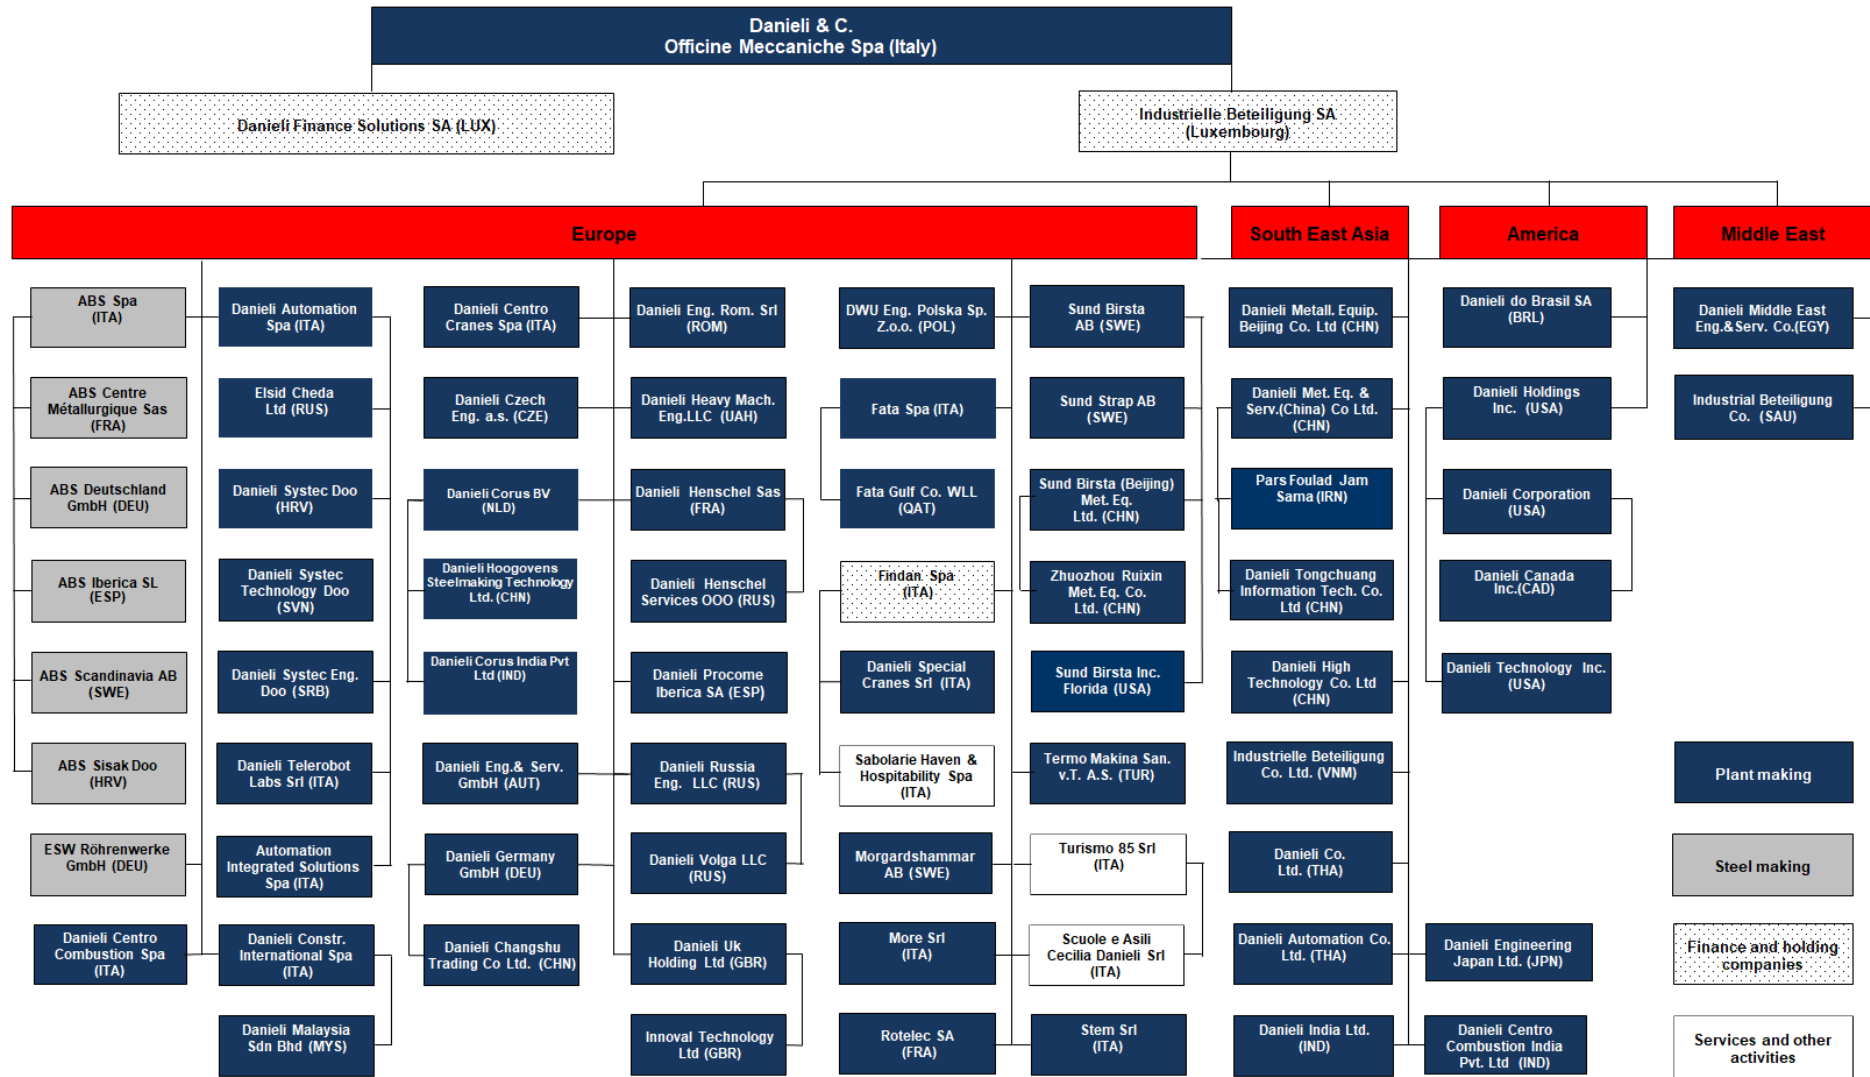 Danieli & C.
Officine Meccaniche Spa (Italy)
Danieli Finance Solutions SA (LUX)
Industrielle Beteiligung SA
(Luxembourg)
Europe
South East Asia
America
Middle East
ABS Spa
(ITA)
Danieli Automation
Spa (ITA)
Danieli Centro
Cranes Spa (ITA)
Danieli Eng. Rom. Srl
(ROM)
DWU Eng. Polska Sp.
Z.o.o. (POL)
Sund Birsta
AB (SWE)
Danieli Metall. Equip.
Beijing Co. Ltd (CHN)
Danieli do Brasil SA
(BRL)
Danieli Middle East
Eng.&Serv. Co.(EGY)
ABS Centre
Métallurgique Sas
(FRA)
Elsid Cheda
Ltd (RUS)
Danieli Czech
Eng. a.s. (CZE)
Danieli Heavy Mach.
Eng.LLC (UAH)
Fata Spa (ITA)
Sund Strap AB
(SWE)
Danieli Met. Eq. &
Serv.(China) Co Ltd.
(CHN)
Danieli Holdings
Inc. (USA)
Industrial Beteiligung
Co. (SAU)
ABS Deutschland
GmbH (DEU)
Danieli Systec Doo
(HRV)
Danieli Corus BV
(NLD)
Danieli Henschel Sas
(FRA)
Fata Gulf Co. WLL
(QAT)
Sund Birsta (Beijing)
Met. Eq.
Ltd. (CHN)
Pars Foulad Jam
Sama (IRN)
Danieli Corporation
(USA)
ABS Iberica SL
(ESP)
Danieli Systec
Technology Doo
(SVN)
Danieli Hoogovens
Steelmaking Technology
Ltd. (CHN)
Danieli Henschel
Services OOO (RUS)
Findan Spa
(ITA)
Zhuozhou Ruixin
Met. Eq. Co.
Ltd. (CHN)
Danieli Tongchuang
Information Tech. Co.
Ltd (CHN)
Danieli Canada
Inc.(CAD)
ABS Scandinavia AB
(SWE)
Danieli Systec Eng.
Doo (SRB)
Danieli Corus India Pvt
Ltd (IND)
Danieli Procome
Iberica SA (ESP)
Danieli Special
Cranes Srl (ITA)
Sund Birsta Inc.
Florida (USA)
Danieli High
Technology Co. Ltd
(CHN)
Danieli Technology Inc.
(USA)
ABS Sisak Doo
(HRV)
Danieli Telerobot
Labs Srl (ITA)
Danieli Eng.& Serv.
GmbH (AUT)
Danieli Russia
Eng. LLC (RUS)
Sabolarie Haven &
Hospitability Spa
(ITA)
Termo Makina San.
v.T. A.S. (TUR)
Industrielle Beteiligung
Co. Ltd. (VNM)
Plant making
ESW Röhrenwerke
GmbH (DEU)
Automation
Integrated Solutions
Spa (ITA)
Danieli Germany
GmbH (DEU)
Danieli Volga LLC
(RUS)
Morgardshammar
AB (SWE)
Turismo 85 Srl
(ITA)
Danieli Co.
Ltd. (THA)
Steel making
Danieli Centro
Combustion Spa
(ITA)
Danieli Constr.
International Spa
(ITA)
Danieli Changshu
Trading Co Ltd. (CHN)
Danieli Uk
Holding Ltd (GBR)
More Srl
(ITA)
Scuole e Asili
Cecilia Danieli Srl
(ITA)
Danieli Automation Co.
Ltd. (THA)
Danieli Engineering
Japan Ltd. (JPN)
Finance and holding
companies
Danieli Malaysia
Sdn Bhd (MYS)
Innoval Technology
Ltd (GBR)
Rotelec SA
(FRA)
Stem Srl
(ITA)
Danieli India Ltd.
(IND)
Danieli Centro
Combustion India
Pvt. Ltd (IND)
Services and other
activities